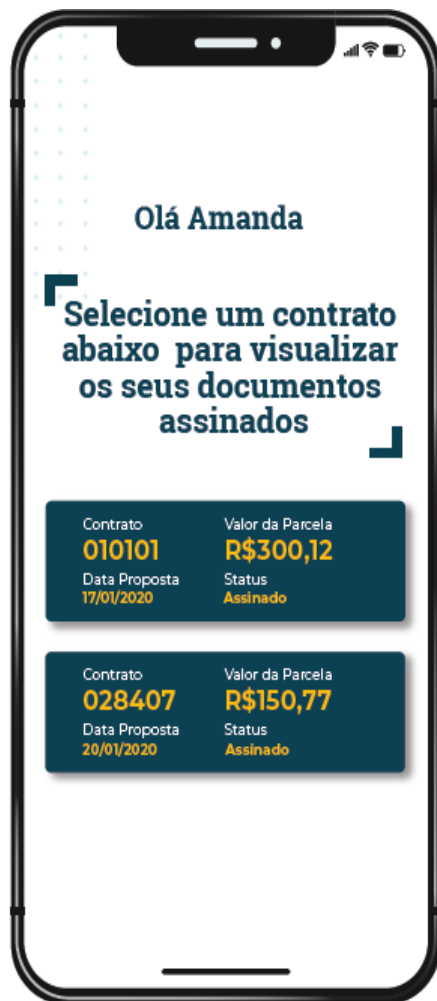 Olá Amanda
Selecione um contrato
abaixo para visualizar
os seus documentos
assinados
Contrato Valor da Parcela
010101 R$300,12
Data Proposta Status
17/01/2020 Assinado
Contrato Valor da Parcela
028407 R$150,77
Data Proposta Status
20/01/2020 Assinado